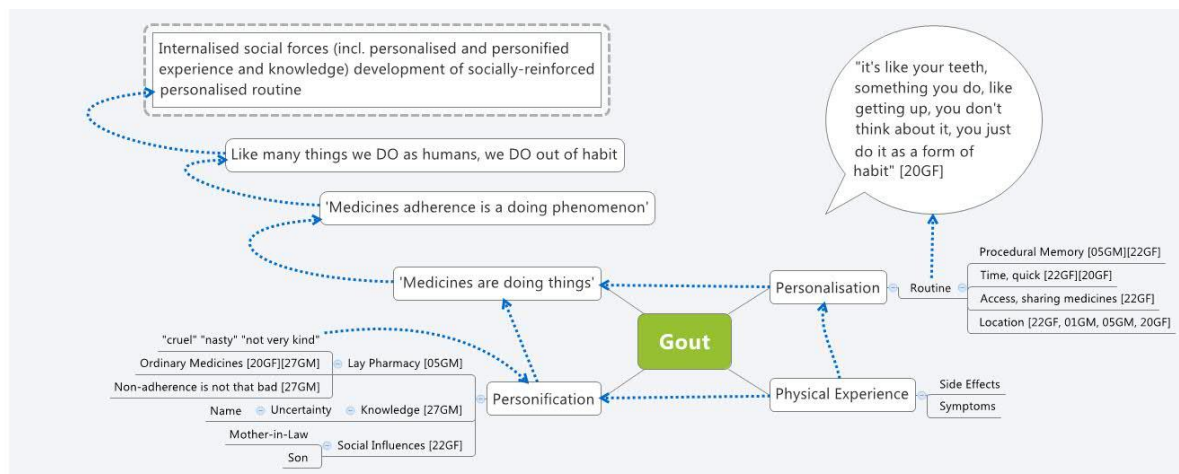 Internalised social forces (incl. personalised and personified
experience and knowledge) development of socially-reinforced
personalised routine
Like many things we DO as humans, we DO out of habit
'Medicines adherence is a doing phenomenon'
'Medicines are doing things'
"it's like your teeth,
something you do, like
getting up, you don't
think about it, you just
do it as a form of
habit" [20GF]
Personalisation
Routine
Procedural Memory [05GM][22GF]
Time, quick [22GF][20GF]
Access, sharing medicines [22GF]
Location [22GF, 01GM, 05GM, 20GF]
Gout
Physical Experience
Side Effects
Symptoms
Personification
Lay Pharmacy [05GM]
"cruel" "nasty" "not very kind"
Ordinary Medicines [20GF][27GM]
Non-adherence is not that bad [27GM]
Knowledge [27GM]
Uncertainty
Name
Social Influences [22GF]
Mother-in-Law
Son